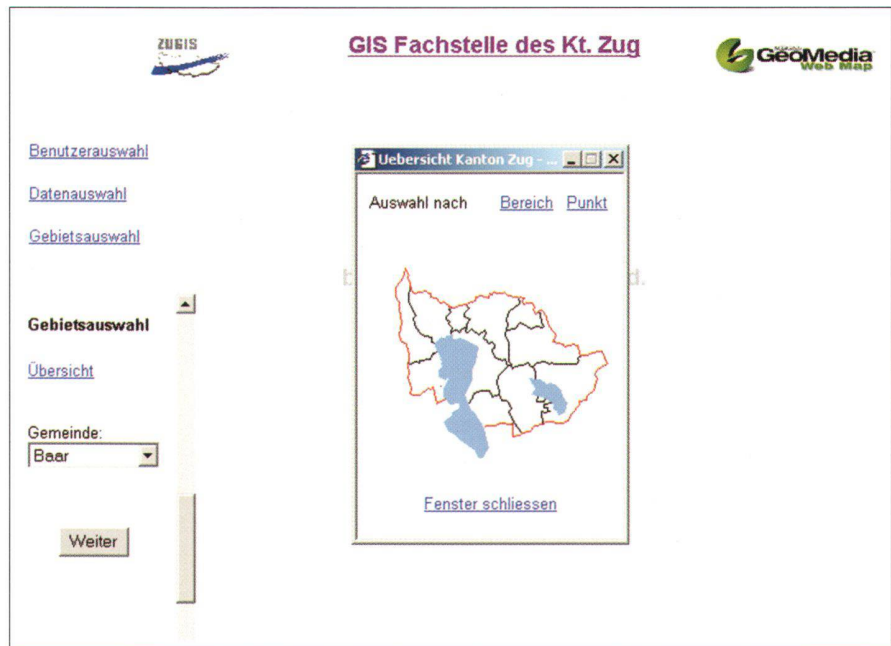 ZUGIS
GIS Fachstelle des Kt. Zug
GeoMedia
Web Map
Benutzerauswahl
Datenauswahl
Gebietsauswahl
Gebietsauswahl
Übersicht
Gemeinde:
Baar
Weiter
Uebersicht Kanton Zug - ...
Auswahl nach Bereich Punkt
Fenster schliessen